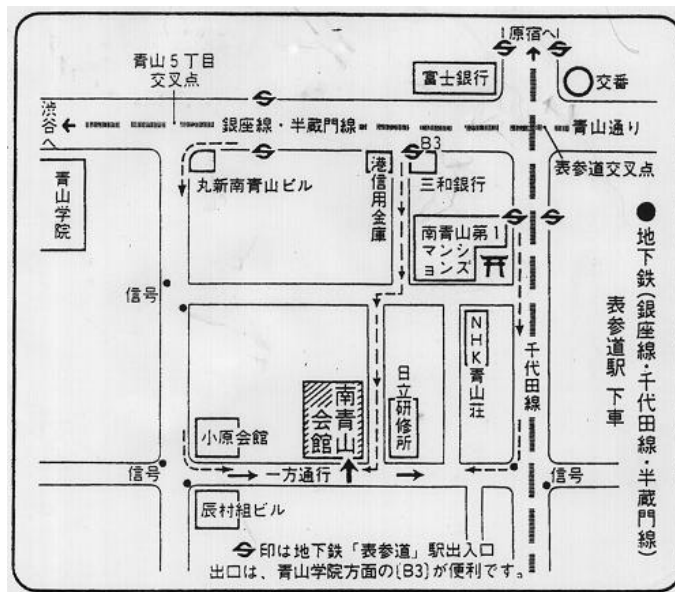 原宿へ
青山5丁目
交叉点
富士銀行
交番
渋谷へ
銀座線・半蔵門線
青山通り
B3
表参道交叉点
丸新南青山ビル
港信用金庫
三和銀行
青山学院
南青山第1
マンシ
ョンズ
●地下鉄(銀座線・千代田線・半蔵門線)
表参道駅 下車
信号
NHK青山荘
千代田線
日立研修所
南青山
会館
小原会館
信号
一方通行
信号
辰村組ビル
印は地下鉄「表参道」駅出入口
出口は、青山学院方面の[B3]が便利です。